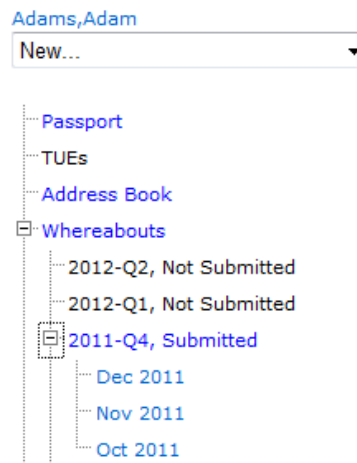 Adams,Adam
New...
Passport
TUEs
Address Book
Whereabouts
2012-Q2, Not Submitted
2012-Q1, Not Submitted
2011-Q4, Submitted
Dec 2011
Nov 2011
Oct 2011